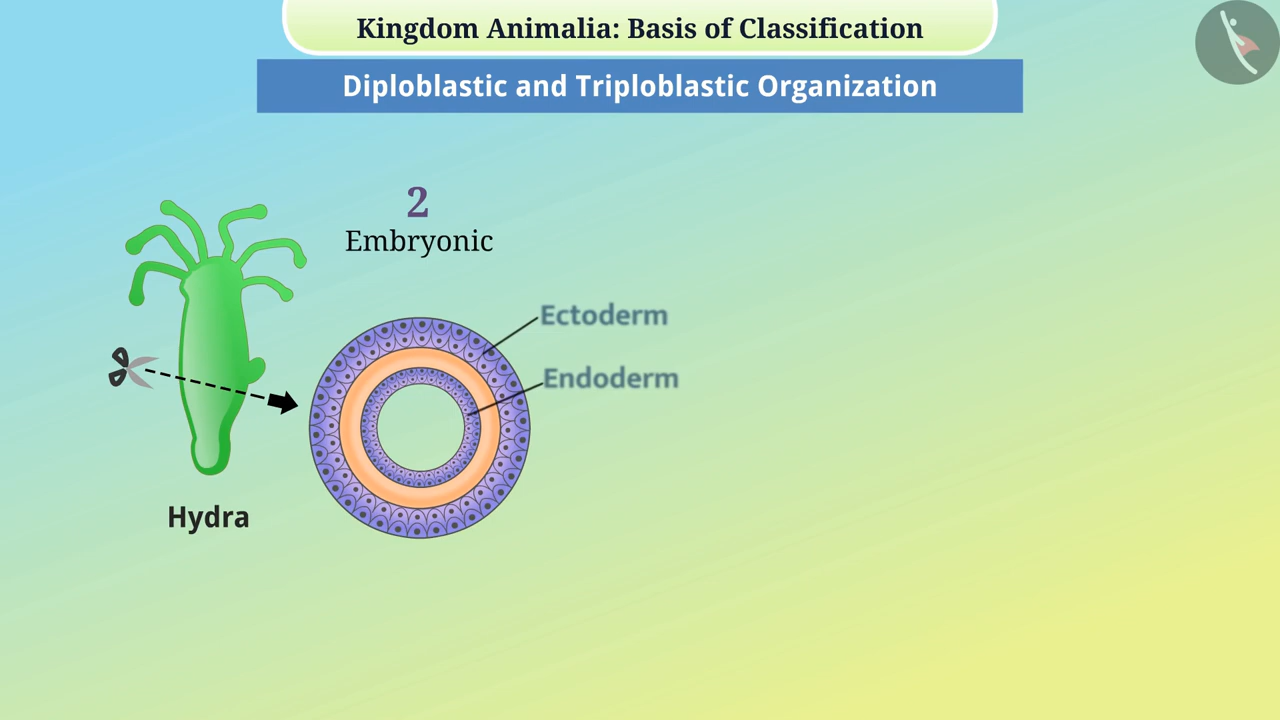 Kingdom Animalia: Basis of Classification
Diploblastic and Triploblastic Organization
2
Embryonic
Ectoderm
Endoderm
Hydra